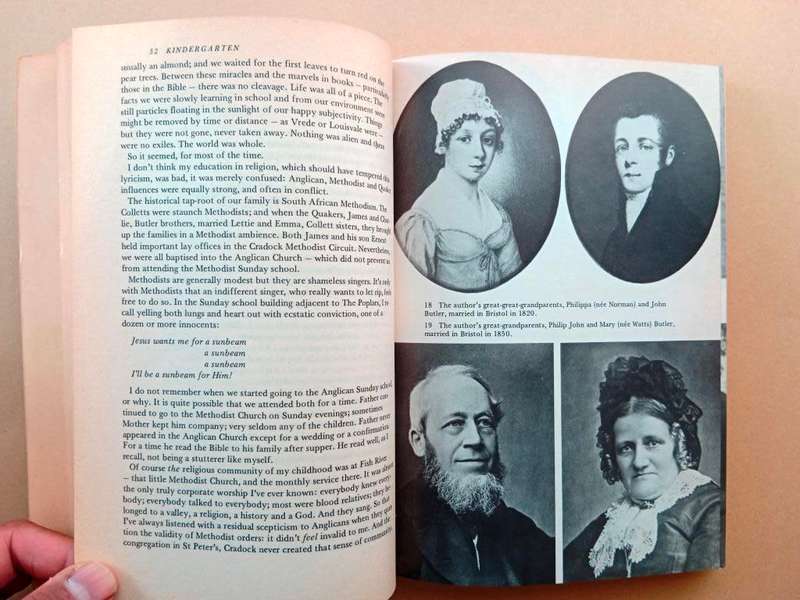 52 KINDERGARTEN
usually an almond; and we waited for the first leaves to turn red on the
pear trees. Between these miracles and the marvels in books – particularly
those in the Bible – there was no cleavage. Life was all of a piece. The
facts we were slowly learning in school and from our environment were
still particles floating in the sunlight of our happy subjectivity. Things
might be removed by time or distance – as Vrede or Louisvale were –
but they were not gone, never taken away. Nothing was alien and there
were no exiles. The world was whole.
So it seemed, for most of the time.
I don't think my education in religion, which should have tempered this
lyricism, was bad, it was merely confused: Anglican, Methodist and Quaker
influences were equally strong, and often in conflict.
The historical tap-root of our family is South African Methodism. The
Colletts were staunch Methodists; and when the Quakers, James and
lie, Butler brothers, married Lettie and Emma, Collett sisters, they brought
up the families in a Methodist ambience. Both James and his son Ernest
held important lay offices in the Cradock Methodist Circuit. Nevertheless,
we were all baptised into the Anglican Church – which did not prevent us
from attending the Methodist Sunday school.
Methodists are generally modest but they are shameless singers. It's only
with Methodists that an indifferent singer, who really wants to let rip, feels
free to do so. In the Sunday school building adjacent to The Poplars, I re-
call yelling both lungs and heart out with ecstatic conviction, one of a
dozen or more innocents:
Jesus wants me for a sunbeam
a sunbeam
a sunbeam
I'll be a sunbeam for Him!
I do not remember when we started going to the Anglican Sunday school,
or why. It is quite possible that we attended both for a time. Father con-
tinued to go to the Methodist Church on Sunday evenings; sometimes
Mother kept him company; very seldom any of the children. Father never
appeared in the Anglican Church except for a wedding or a confirmation.
For a time he read the Bible to his family after supper. He read well, as I
recall, not being a stutterer like myself.
Of course the religious community of my childhood was at Fish River
– that little Methodist Church, and the monthly service there. It was almost
the only truly corporate worship I've ever known: everybody knew every-
body; everybody talked to everybody; most were blood relatives; they be-
longed to a valley, a religion, a history and a God. And they sang. So that
I've always listened with a residual scepticism to Anglicans when they ques-
tion the validity of Methodist orders: it didn't feel invalid to me. And the
congregation in St Peter's, Cradock never created that sense of community,
18 The author's great-great-grandparents, Philippa (née Norman) and John
Butler, married in Bristol in 1820.
19 The author's great-grandparents, Philip John and Mary (née Watts) Butler,
married in Bristol in 1850.